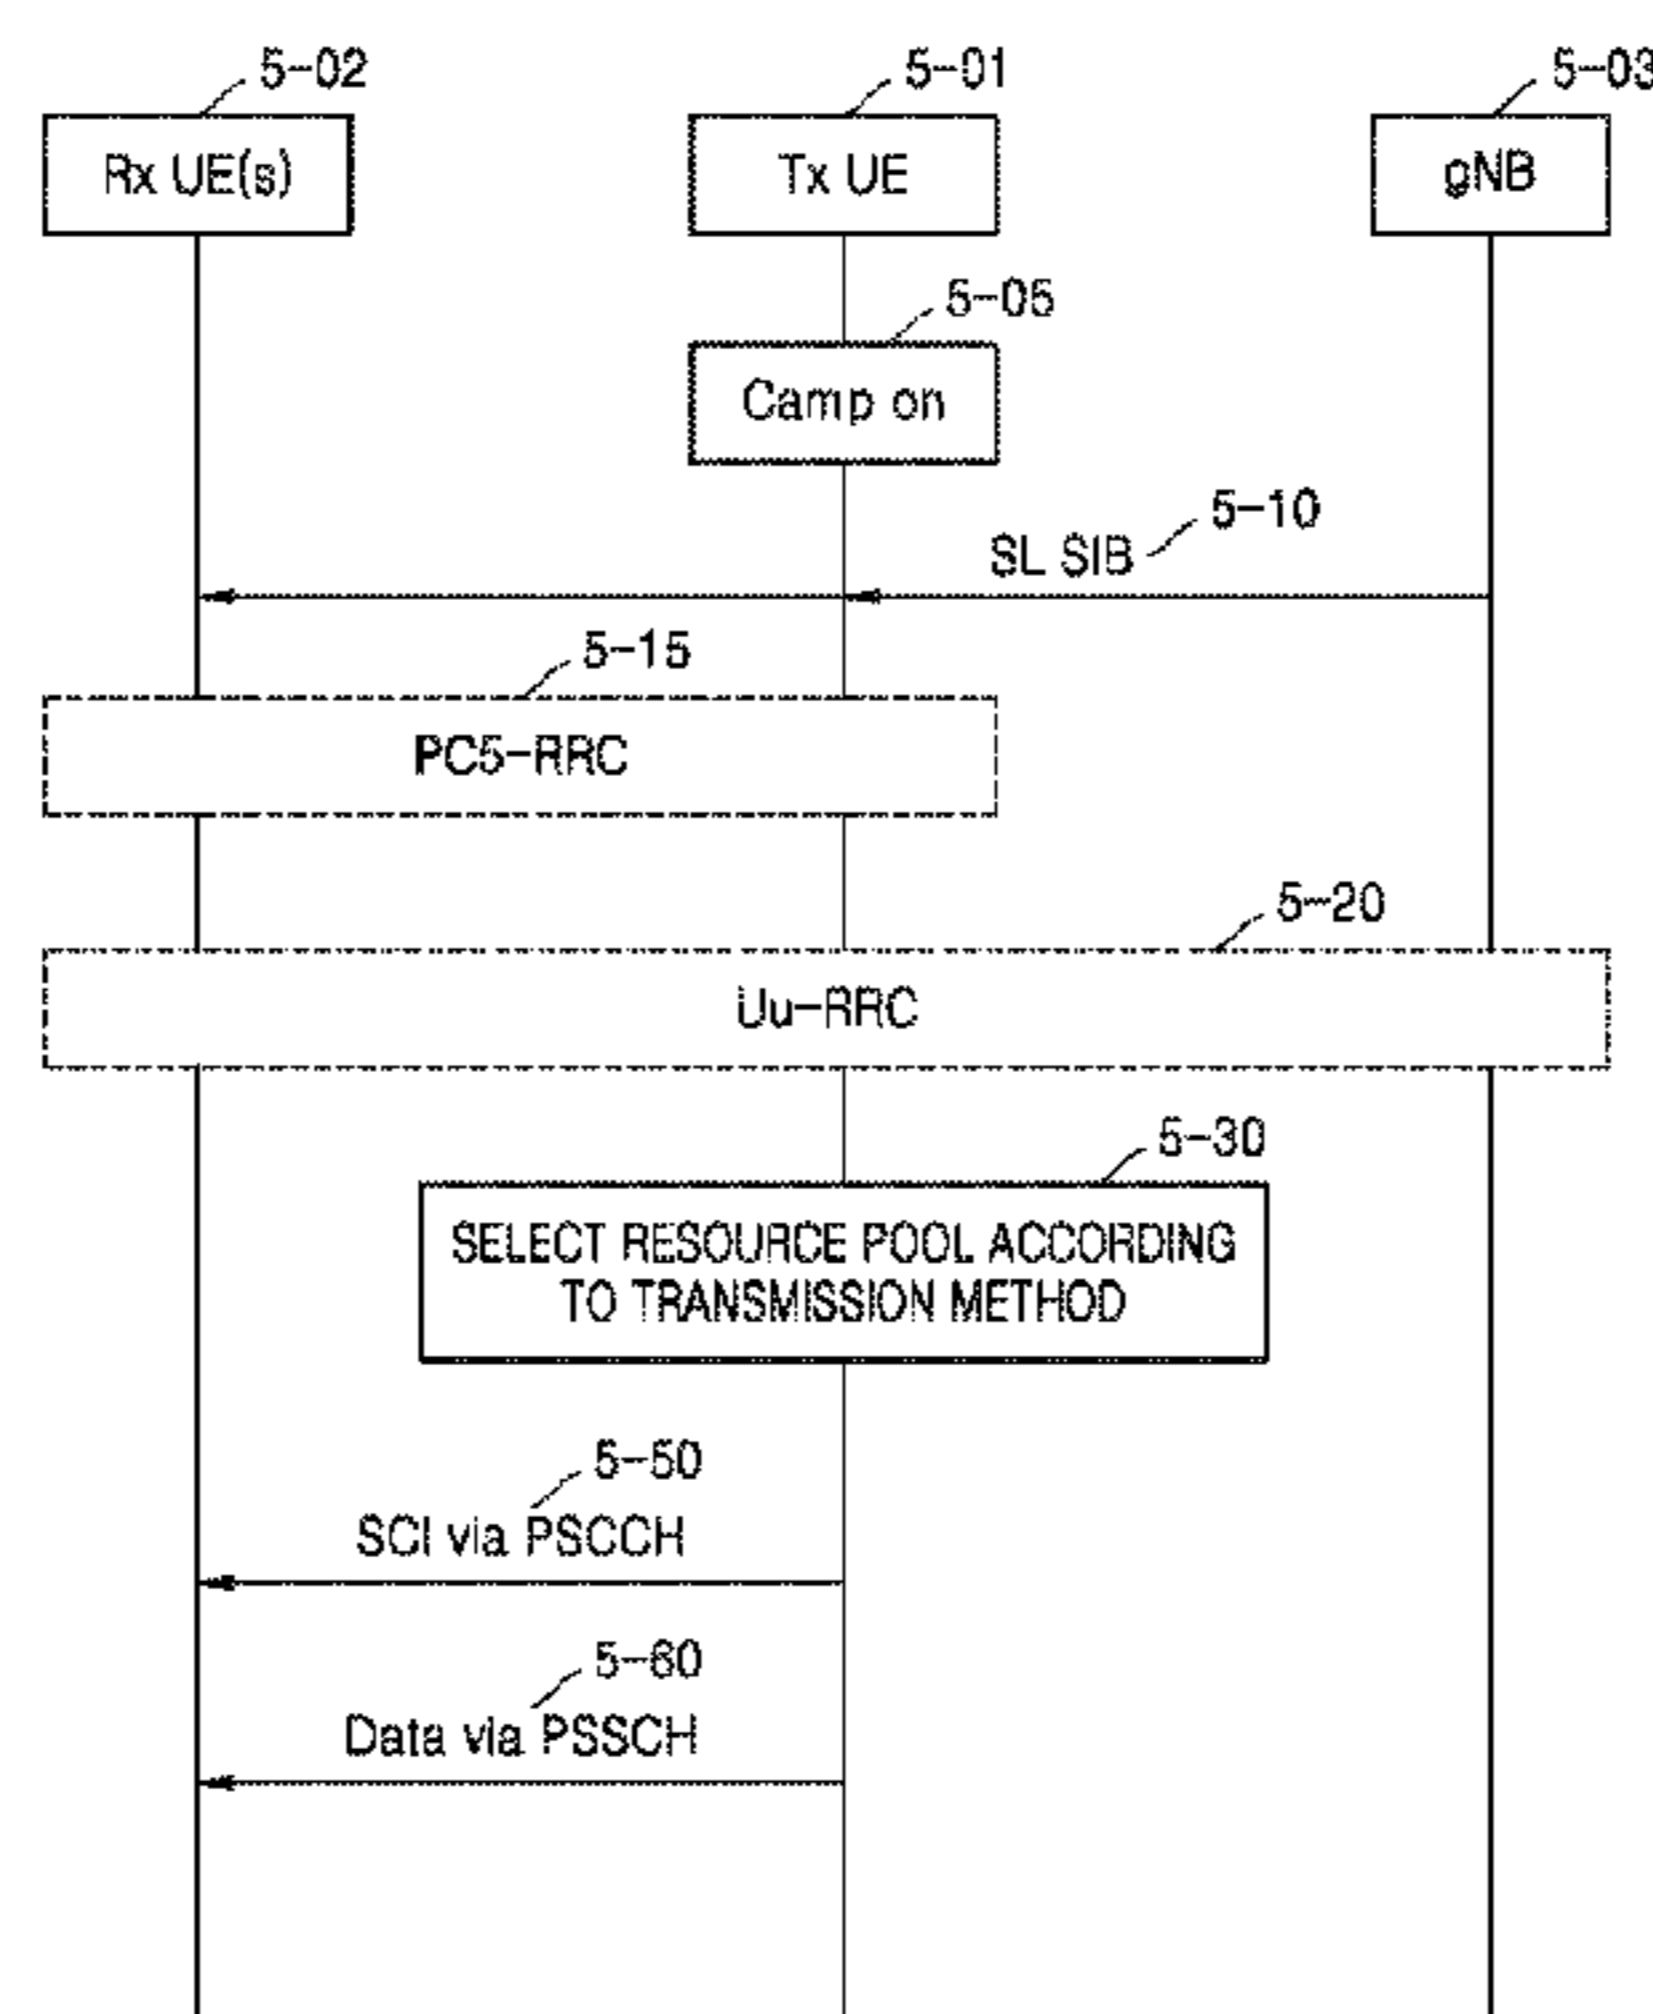 5-02
5-01
5-03
Rx UE(s)
Tx UE
gNB
5-05
Camp on
5-10
SL SIB
5-15
PC5-RRC
5-20
Uu-RRC
5-30
SELECT RESOURCE POOL ACCORDING
TO TRANSMISSION METHOD
5-50
SCI via PSCCH
5-60
Data via PSSCH